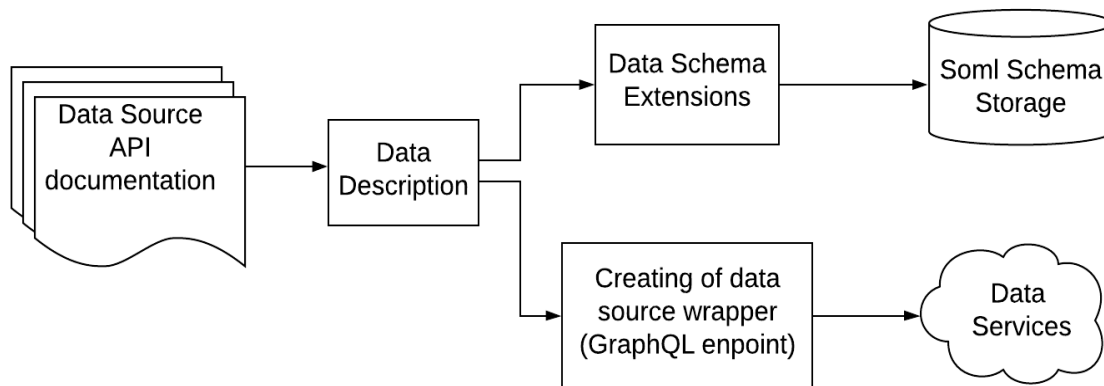 Data Source
API
documentation
Data
Description
Data Schema
Extensions
Soml Schema
Storage
Creating of data
source wrapper
(GraphQL enpoint)
Data
Services